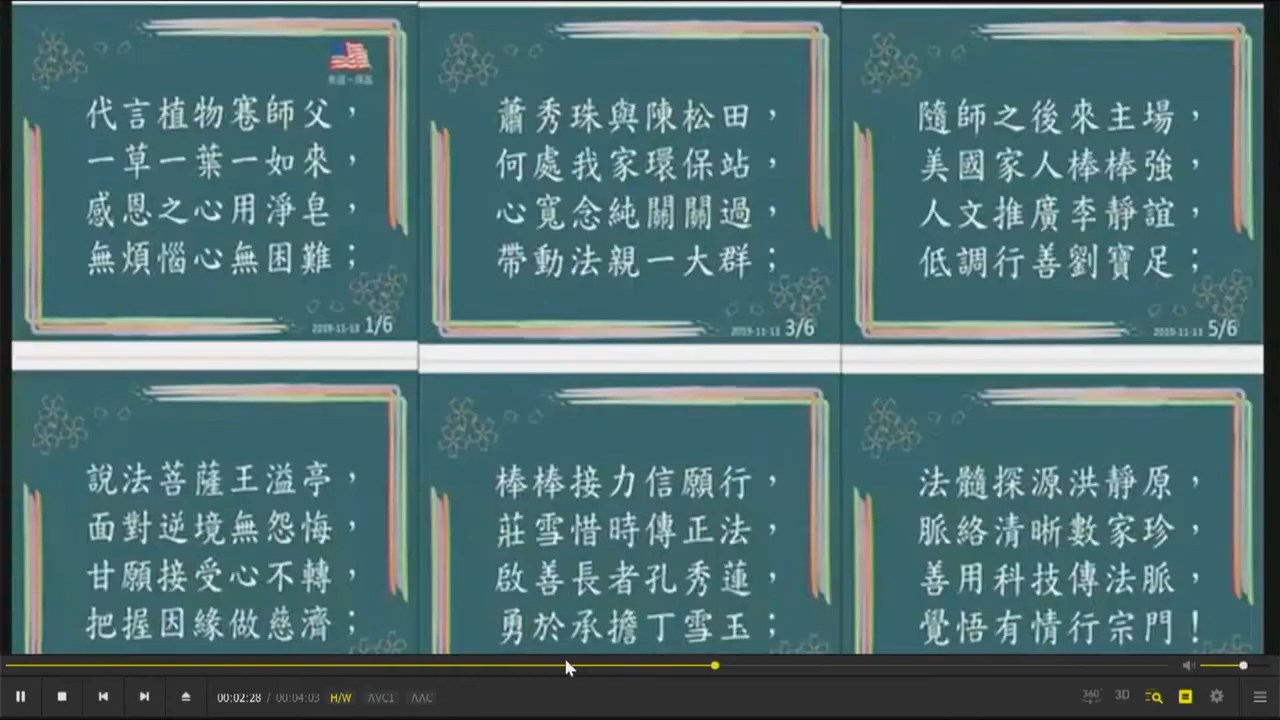 代言植物蹇師父，
一草一葉一如來，
感恩之心用淨皂，
無煩惱心無困難；
2019-11-13 1/6
說法菩薩王溢亭，
面對逆境無怨悔，
甘願接受心不轉，
把握因緣做慈濟；
蕭秀珠與陳松田，
何處我家環保站，
心寬念純關關過，
帶動法親一大群；
2019-11-13 3/6
棒棒接力信願行，
莊雪惜時傳正法，
啟善長者孔秀蓮，
勇於承擔丁雪玉；
隨師之後來主場，
美國家人棒棒強，
人文推廣李靜誼，
低調行善劉寶足；
2019-11-13 5/6
法髓探源洪靜原，
脈絡清晰數家珍，
善用科技傳法脈，
覺悟有情行宗門！
00:02:28 / 00:04:03 H/W AVC1 AAC
360° 3D